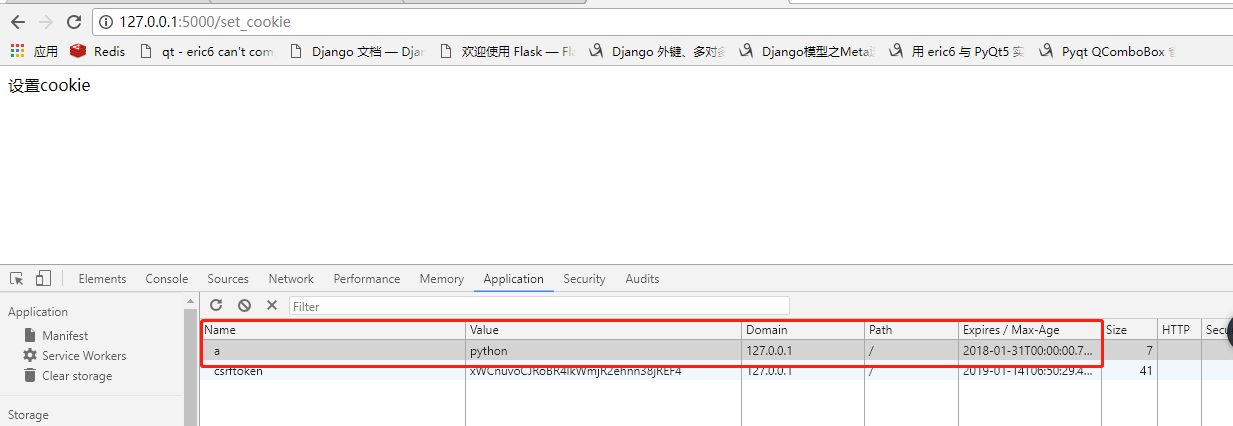 127.0.0.1:5000/set_cookie
应用 Redis qt - eric6 can't com Django 文档 — Djan 欢迎使用 Flask — Fla Django 外键、多对多 Django模型之Meta 用 eric6 与 PyQt5 实 Pyqt QComboBox
设置cookie
Elements Console Sources Network Performance Memory Application Security Audits
Application
Manifest
Service Workers
Clear storage
Storage
Filter
Name Value Domain Path Expires / Max-Age Size HTTP Secu
a python 127.0.0.1 / 2018-01-31T00:00:00.7... 7
csrftoken 127.0.0.1 / 2019-01-14T06:50:29.4... 41